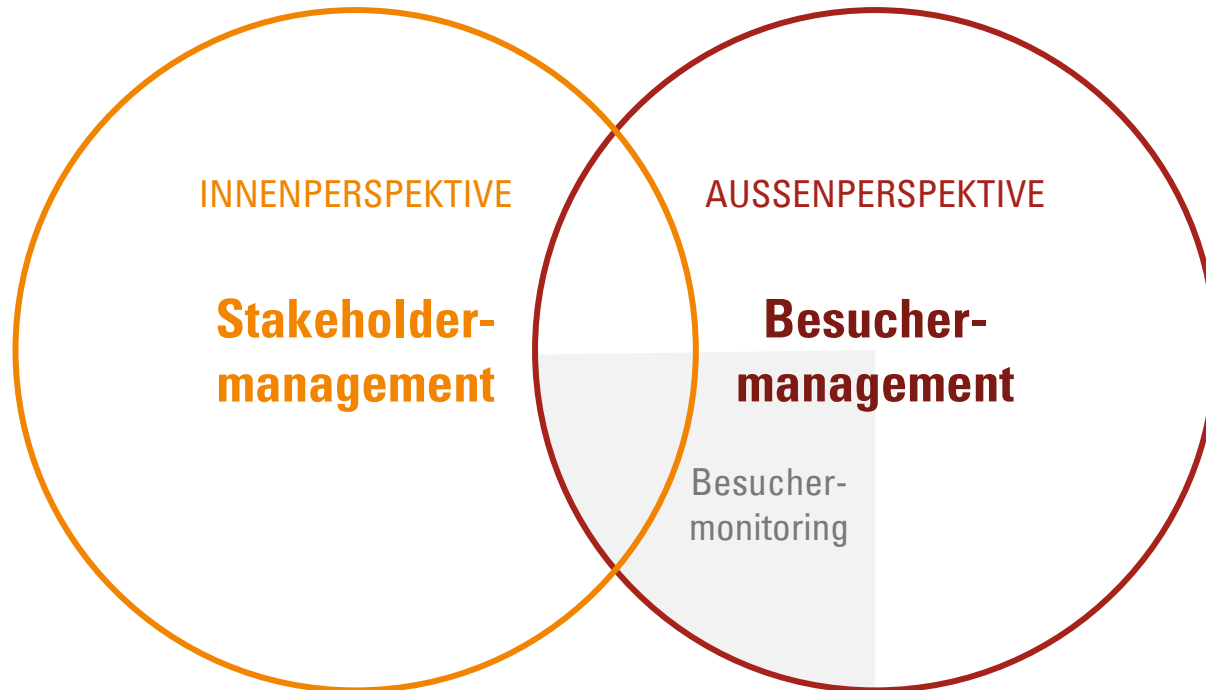 INNENPERSPEKTIVE
Stakeholder-
management
AUSSENPERSPEKTIVE
Besucher-
management
Besucher-
monitoring